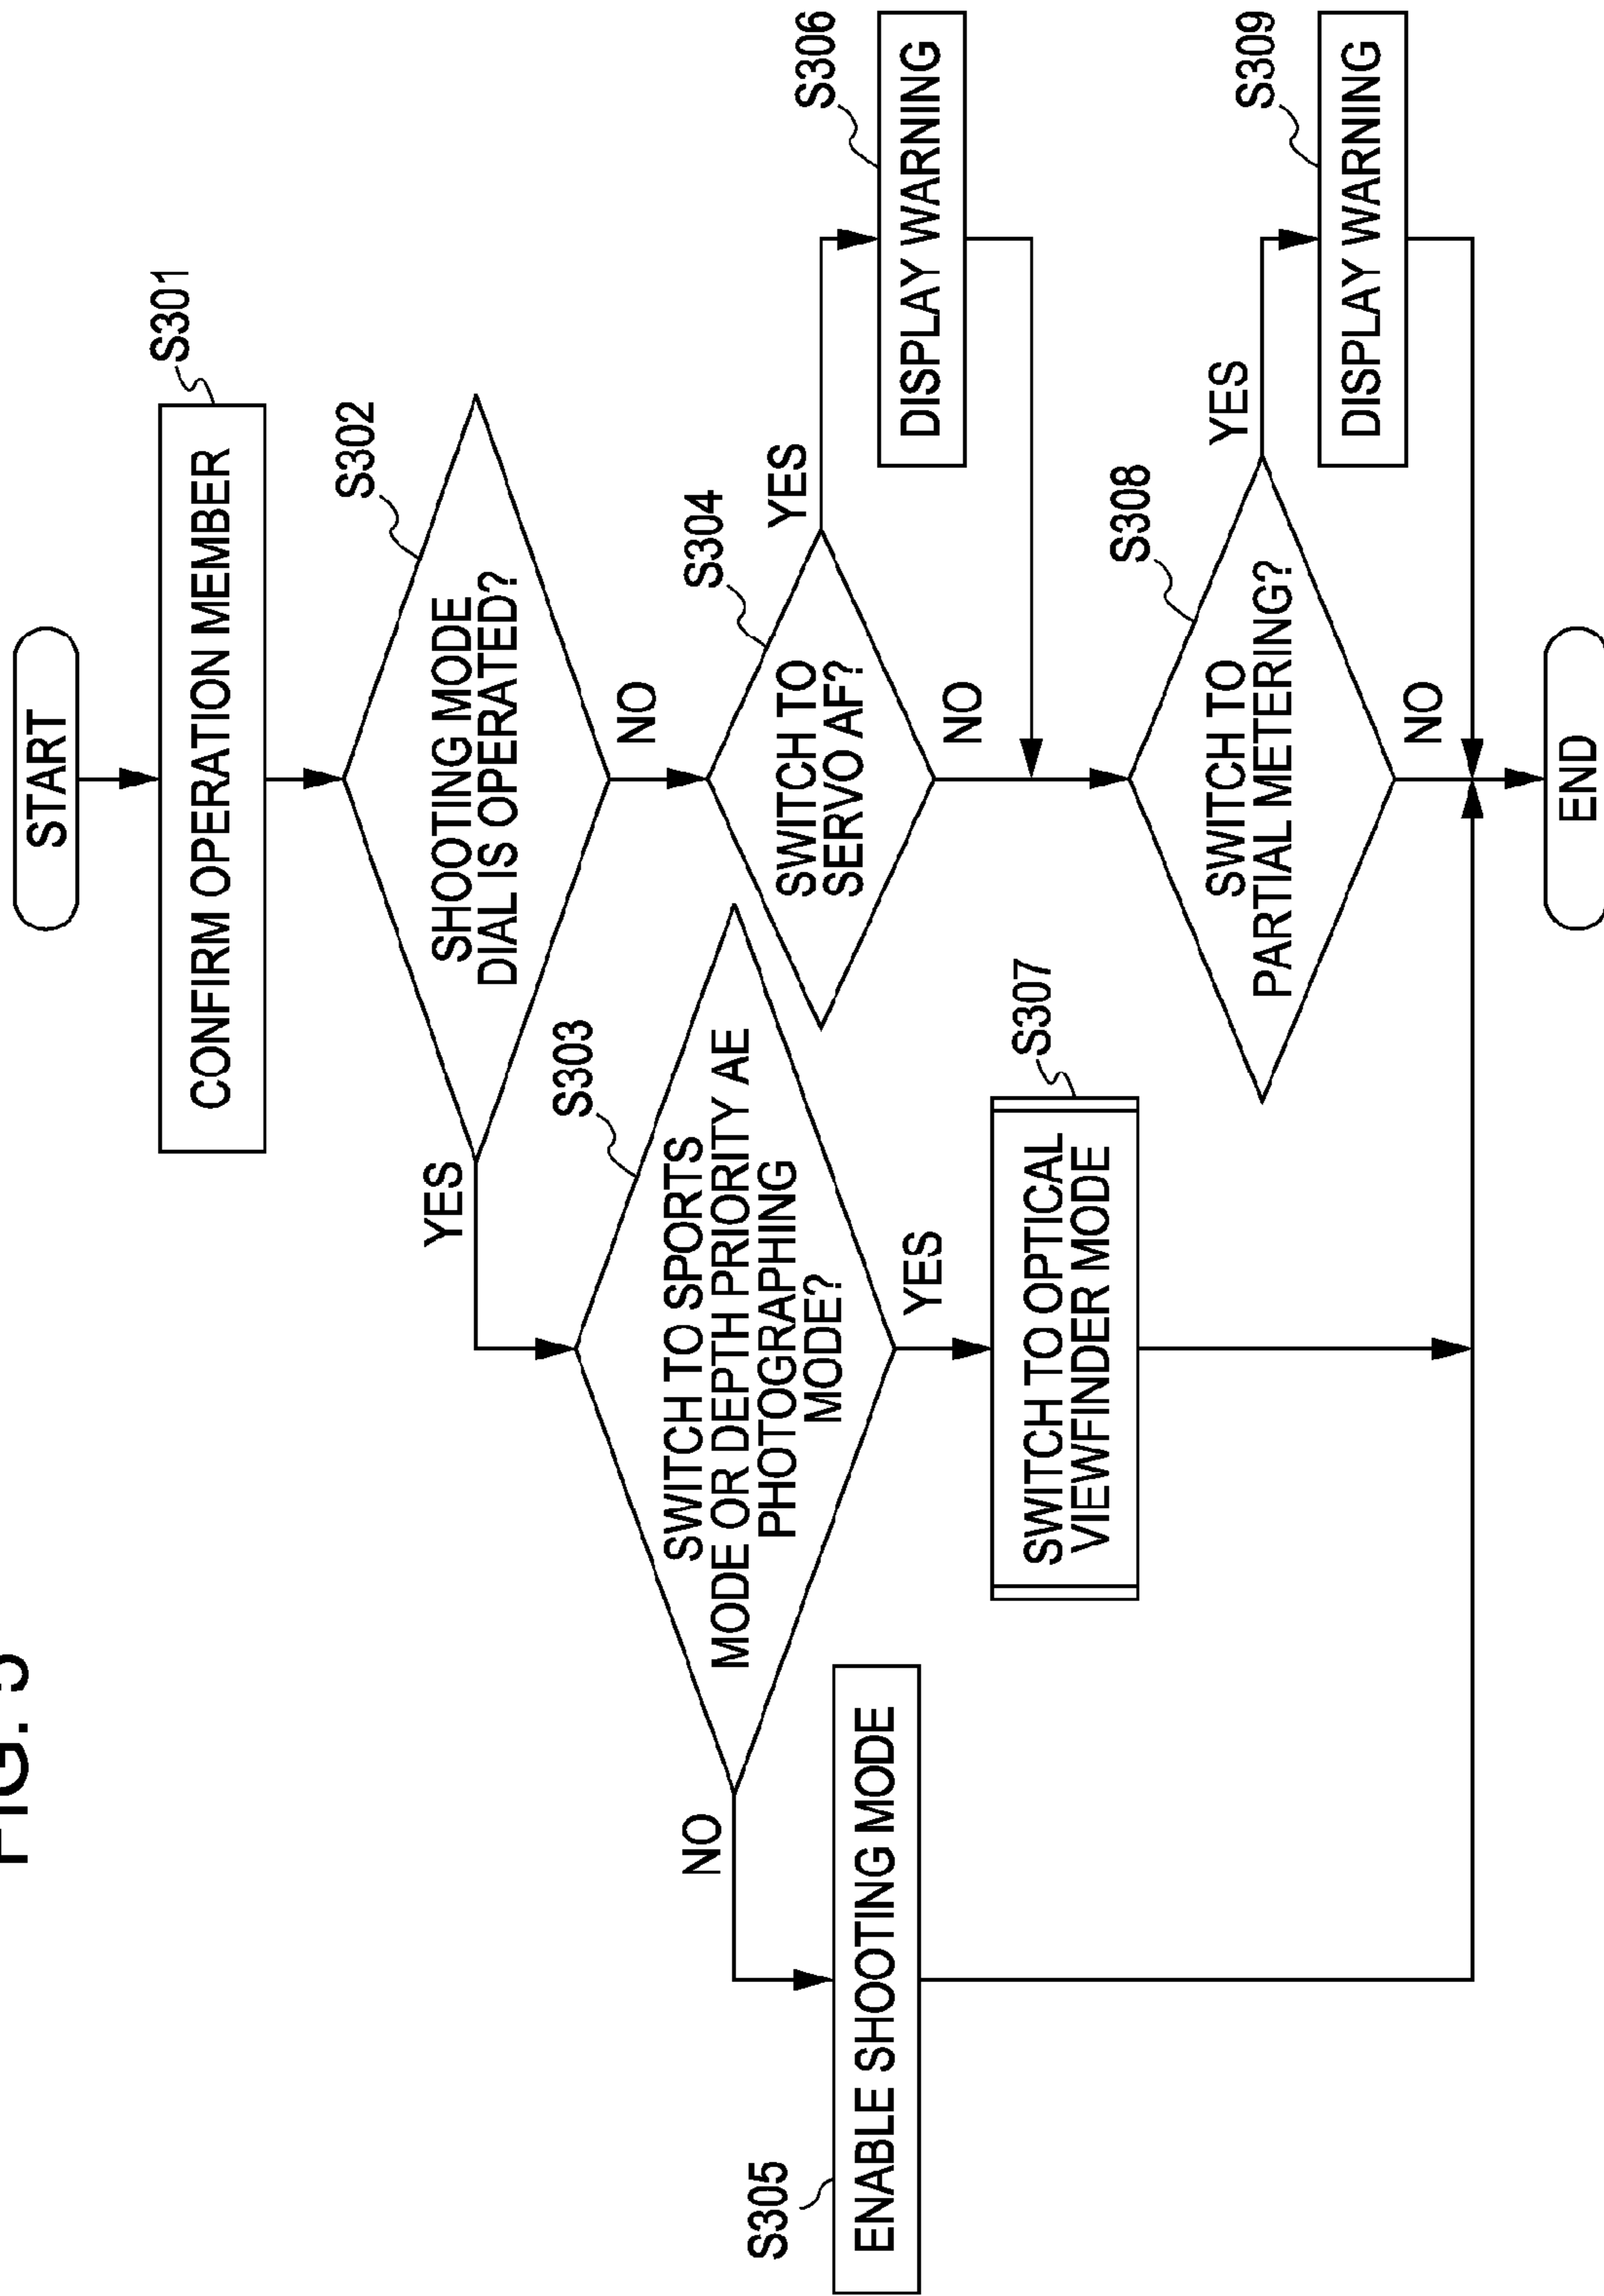 FIG.
START
CONFIRM OPERATION MEMBER
S301
SHOOTING MODE
DIAL IS OPERATED?
S302
YES
NO
SWITCH TO SPORTS
MODE OR DEPTH PRIORITY AE
PHOTOGRAPHING
MODE?
S303
NO
YES
SWITCH TO
SERVO AF?
S304
YES
NO
S305
ENABLE SHOOTING MODE
S306
DISPLAY WARNING
SWITCH TO OPTICAL
VIEWFINDER MODE
S307
SWITCH TO
PARTIAL METERING?
S308
YES
NO
S309
DISPLAY WARNING
END